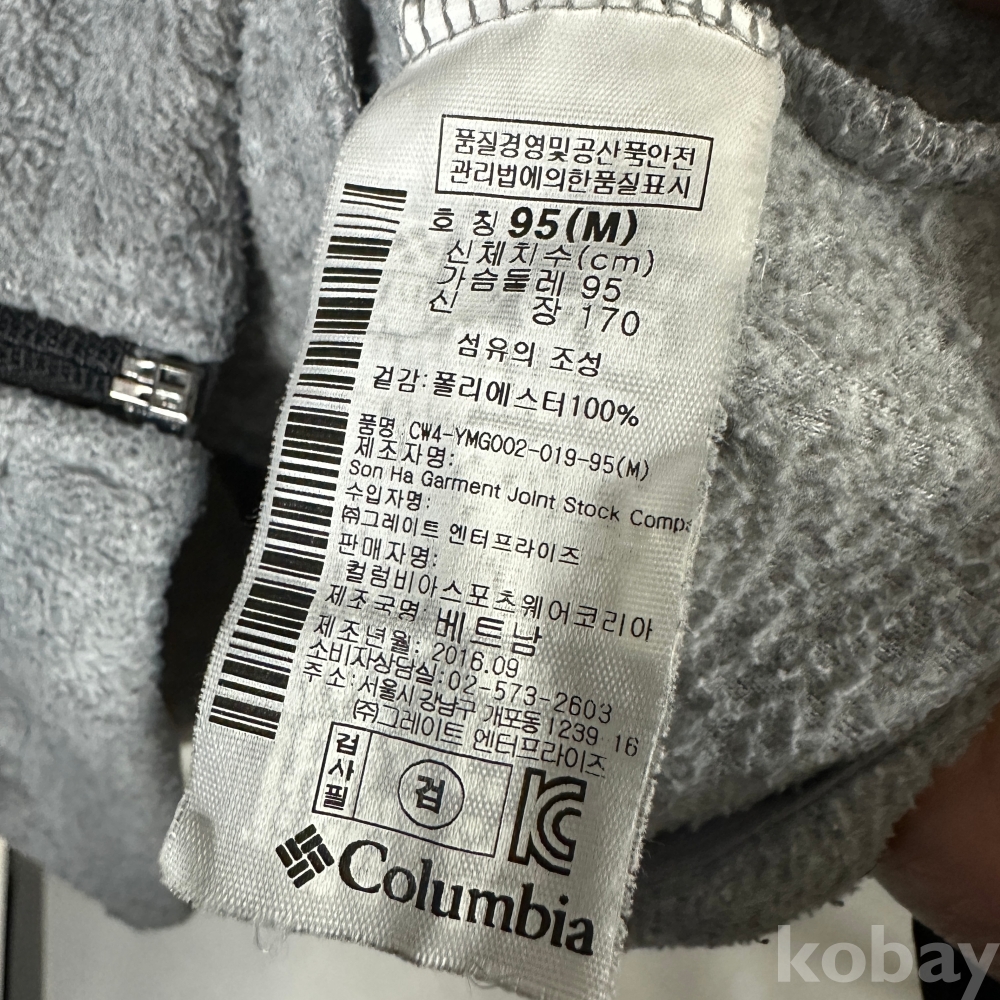 품질경영및공산품안전
관리법에의한품질표시
호 칭 95(M)
신체치수(cm)
가슴둘레 95
신 장 170
섬유의 조성
겉감:폴리에스터100%
품명 CW4-YMG002-019-95(M)
제조자명:
Son Ha Garment Joint Stock Comp
수입자명:
㈜그레이트 엔터프라이즈
판매자명:
컬럼비아스포츠웨어코리아
제조국명: 베트남
제조년월: 2016.09
소비자상담실:02-573-2603
주소:서울시 강남구 개포동1239 16
(주)그레이트 엔터프라이즈
검사필
검
KC
Columbia
kobay